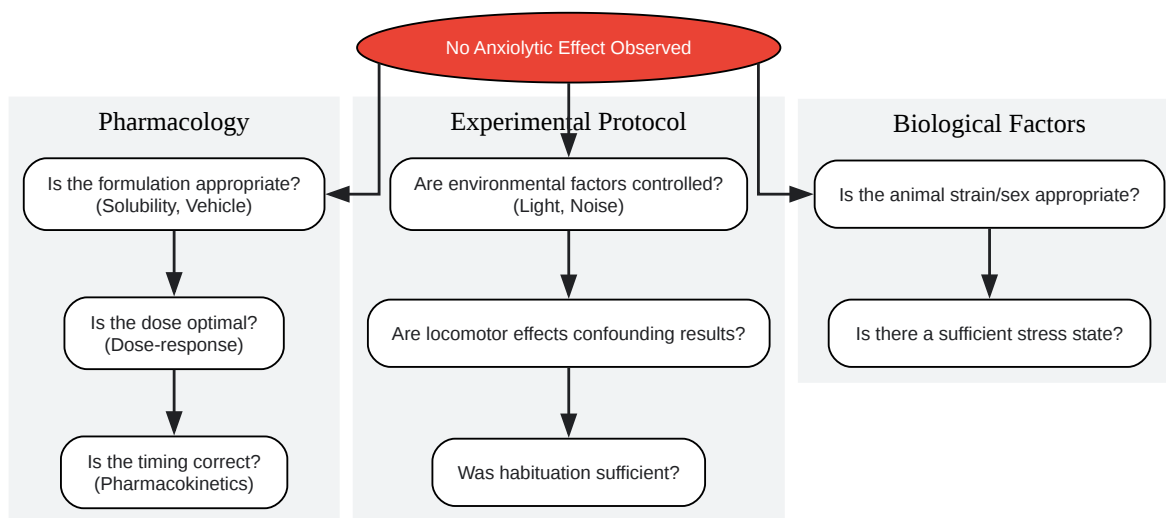 No Anxiolytic Effect Observed
Pharmacology
Is the formulation appropriate?
(Solubility, Vehicle)
Is the dose optimal?
(Dose-response)
Is the timing correct?
(Pharmacokinetics)
Experimental Protocol
Are environmental factors controlled?
(Light, Noise)
Are locomotor effects confounding results?
Was habituation sufficient?
Biological Factors
Is the animal strain/sex appropriate?
Is there a sufficient stress state?